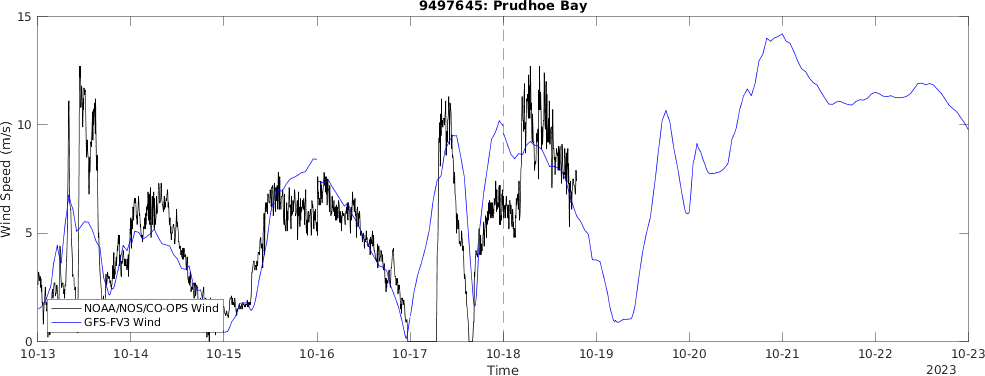 9497645: Prudhoe Bay
15
10
5
0
Wind Speed (m/s)
NOAA/NOS/CO-OPS Wind
GFS-FV3 Wind
10-13 10-14 10-15 10-16 10-17 10-18 10-19 10-20 10-21 10-22 10-23
Time
2023